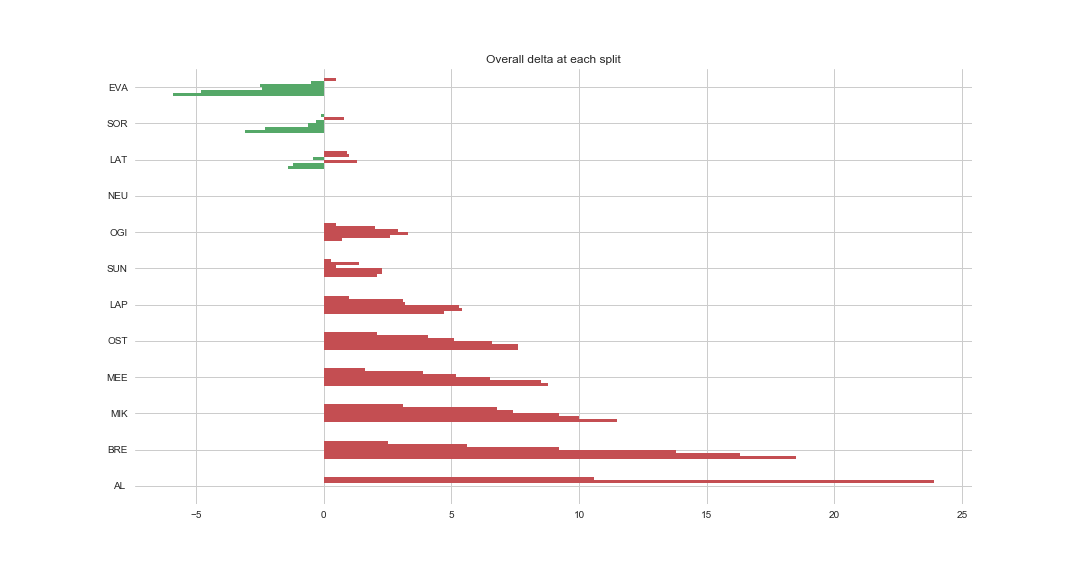 Overall delta at each split
EVA
SOR
LAT
NEU
OGI
SUN
LAP
OST
MEE
MIK
BRE
AL
−5 0 5 10 15 20 25